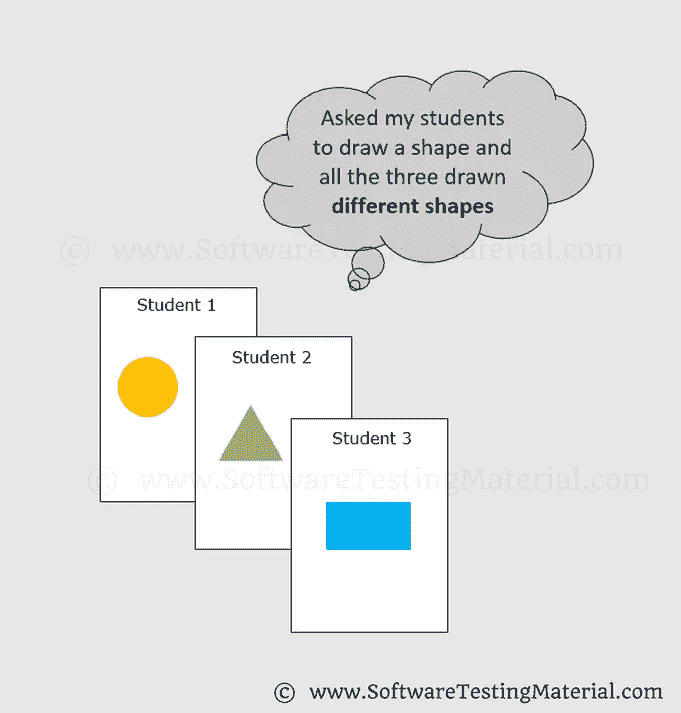 Asked my students
to draw a shape and
all the three drawn
different shapes
© www.SoftwareTestingMaterial.com
Student 1
Student 2
Student 3
© www.SoftwareTestingMaterial.com
© www.SoftwareTestingMaterial.com